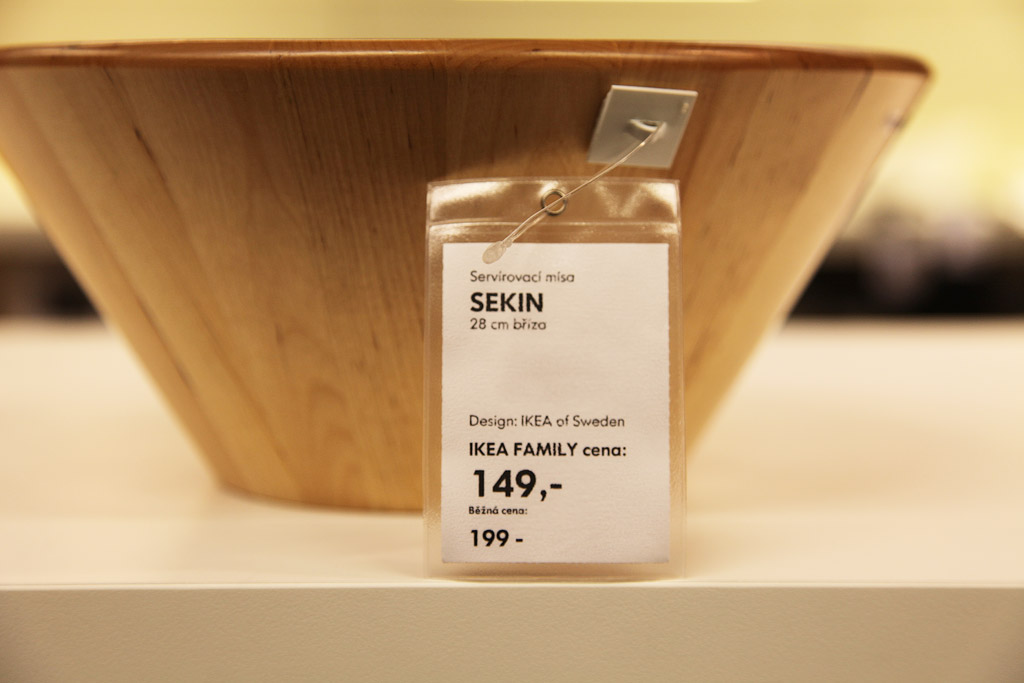 Servírovací mísa
SEKIN
28 cm bříza
Design: IKEA of Sweden
IKEA FAMILY cena:
149,-
Běžná cena:
199 -